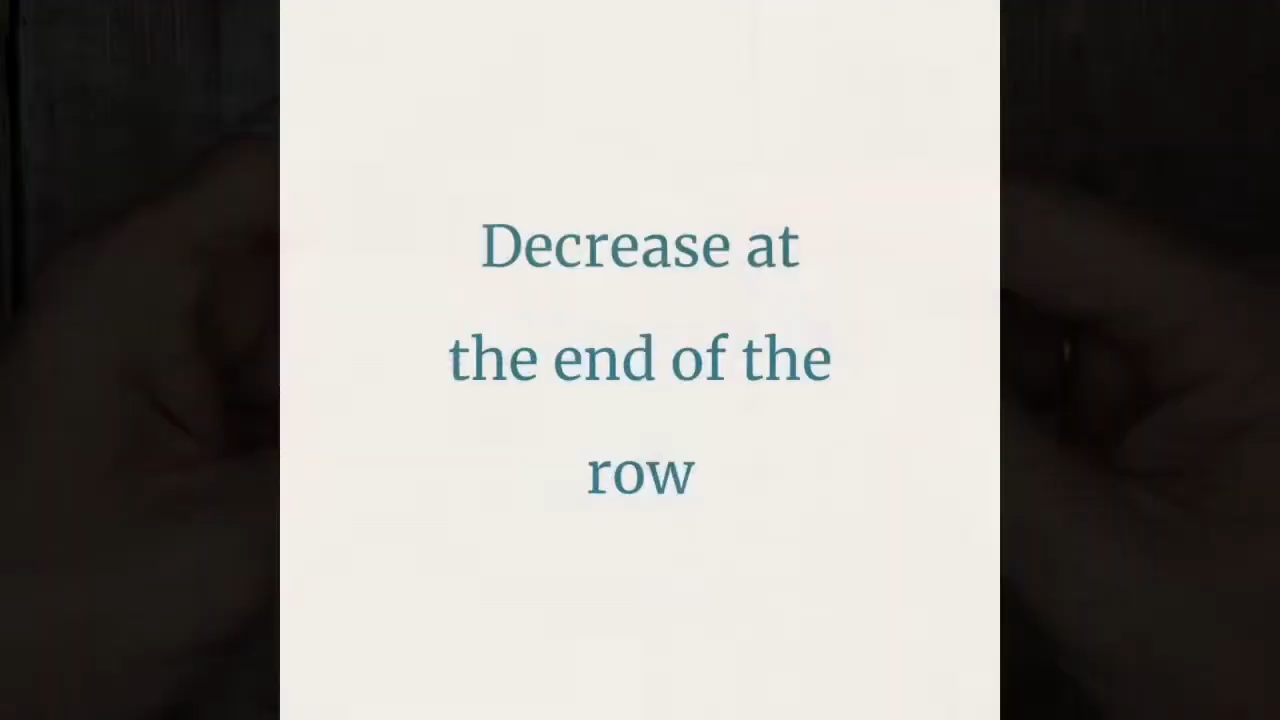 Decrease at
the end of the
row